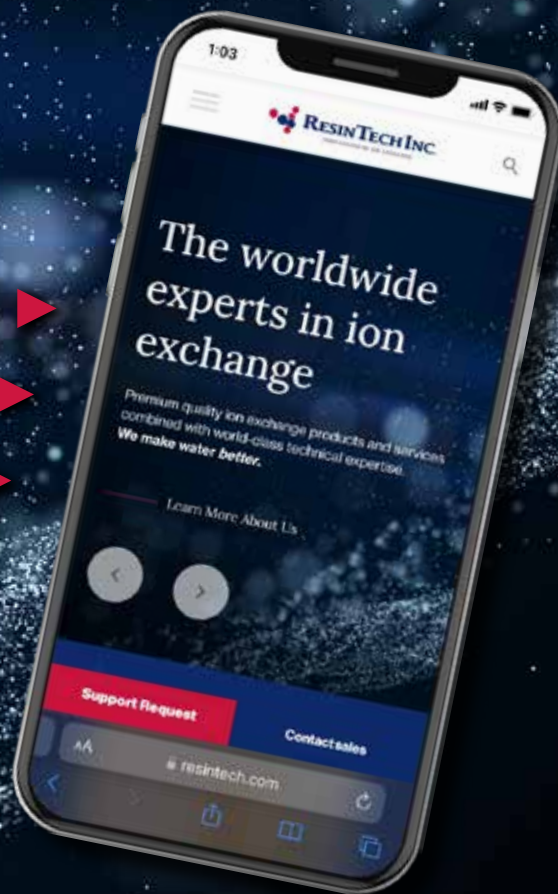 1:03
RESINTECH INC
The worldwide
experts in ion
exchange
Premium quality ion exchange products and services
combined with world-class technical expertise.
We make water better.
Learn More About Us
Support Request
Contact sales
AA
resintech.com